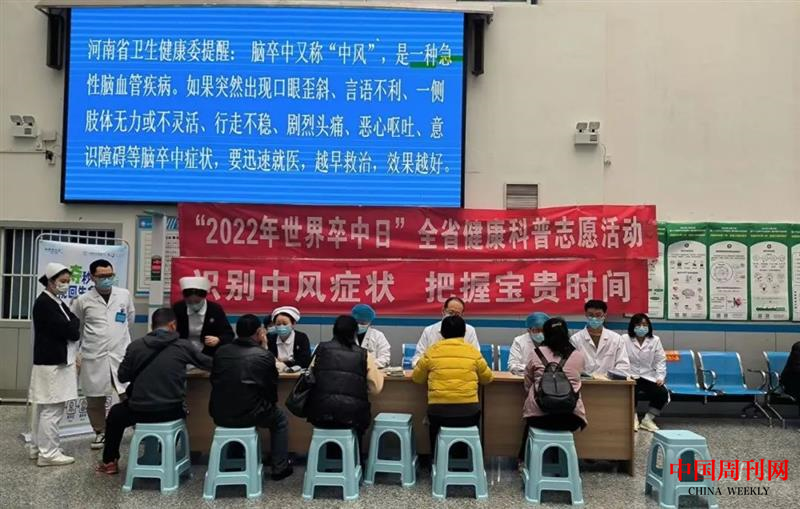 河南省卫生健康委提醒：脑卒中又称“中风”，是一种急
性脑血管疾病。如果突然出现口眼歪斜、言语不利、一侧
肢体无力或不灵活、行走不稳、剧烈头痛、恶心呕吐、意
识障碍等脑卒中症状，要迅速就医，越早救治，效果越好。
“2022年世界卒中日”全省健康科普志愿活动
识别中风症状 把握宝贵时间
中国周刊网
CHINA WEEKLY